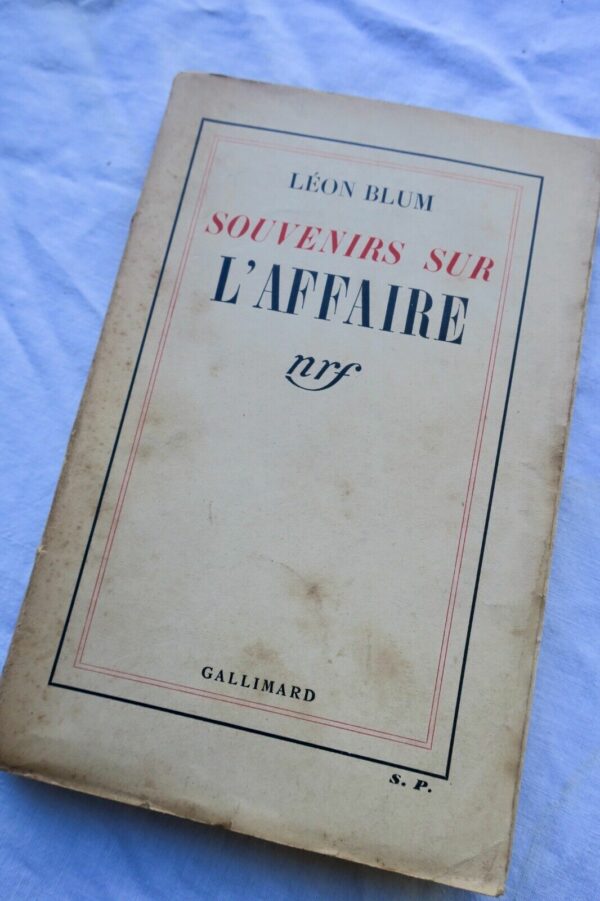 LÉON BLUM
SOUVENIRS SUR
L'AFFAIRE
nrf
GALLIMARD
S. P.